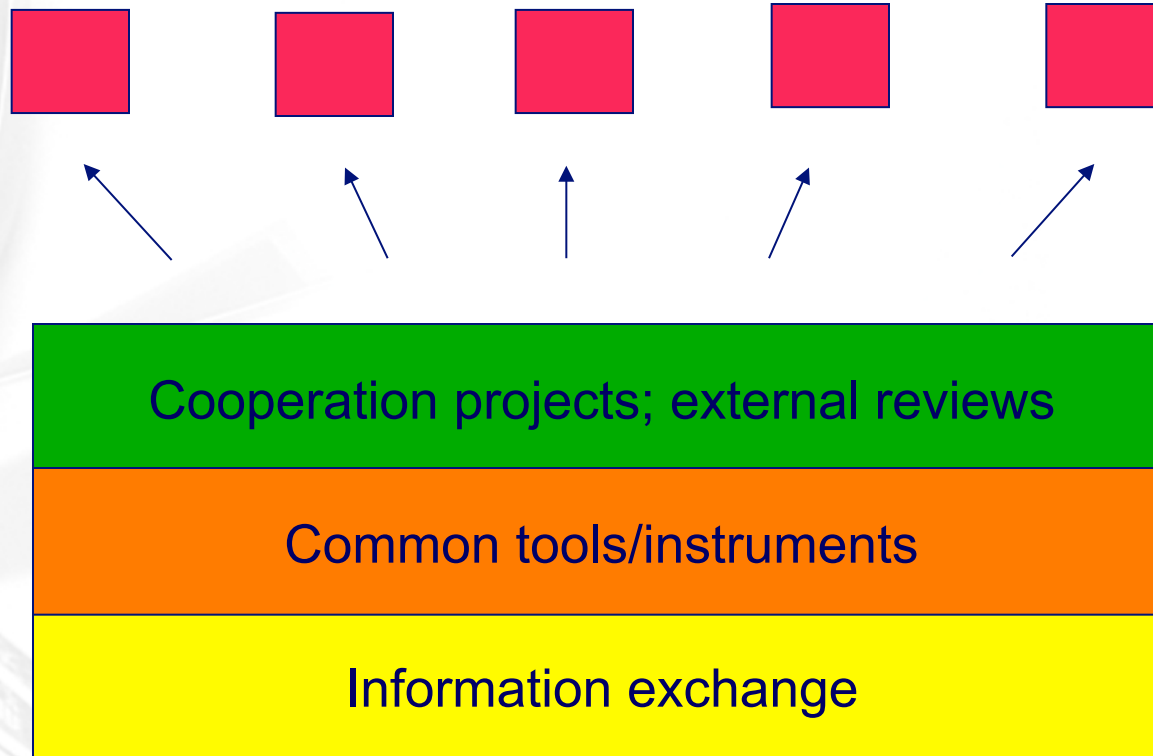 Cooperation projects; external reviews
Common tools/instruments
Information exchange